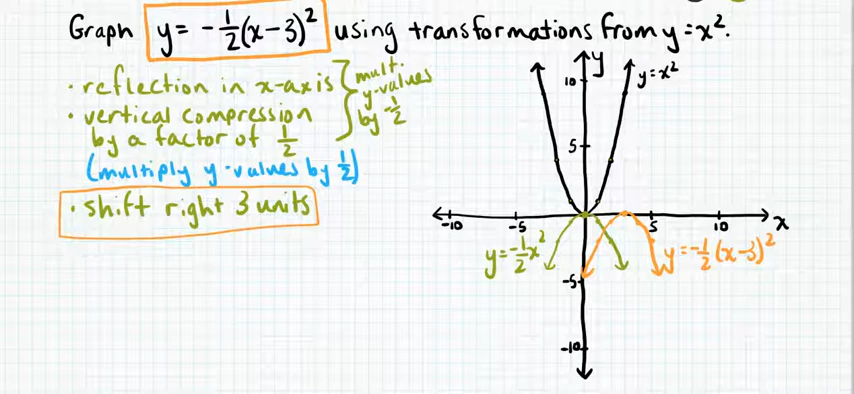 Graph y = -1/2(x-3)² using transformations from y = x².
· reflection in x-axis } mult. y-values by -1/2
· vertical compression
by a factor of 1/2
(multiply y-values by 1/2)
· shift right 3 units
y
10
y=x²
5
-10 -5 5 10 x
y=-1/2x²
y=-1/2(x-3)²
-5
-10